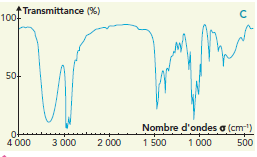 Transmittance (%)
C
100
50
0
Nombre d'ondes σ (cm⁻¹)
4 000 3 000 2 000 1 500 1 000 500